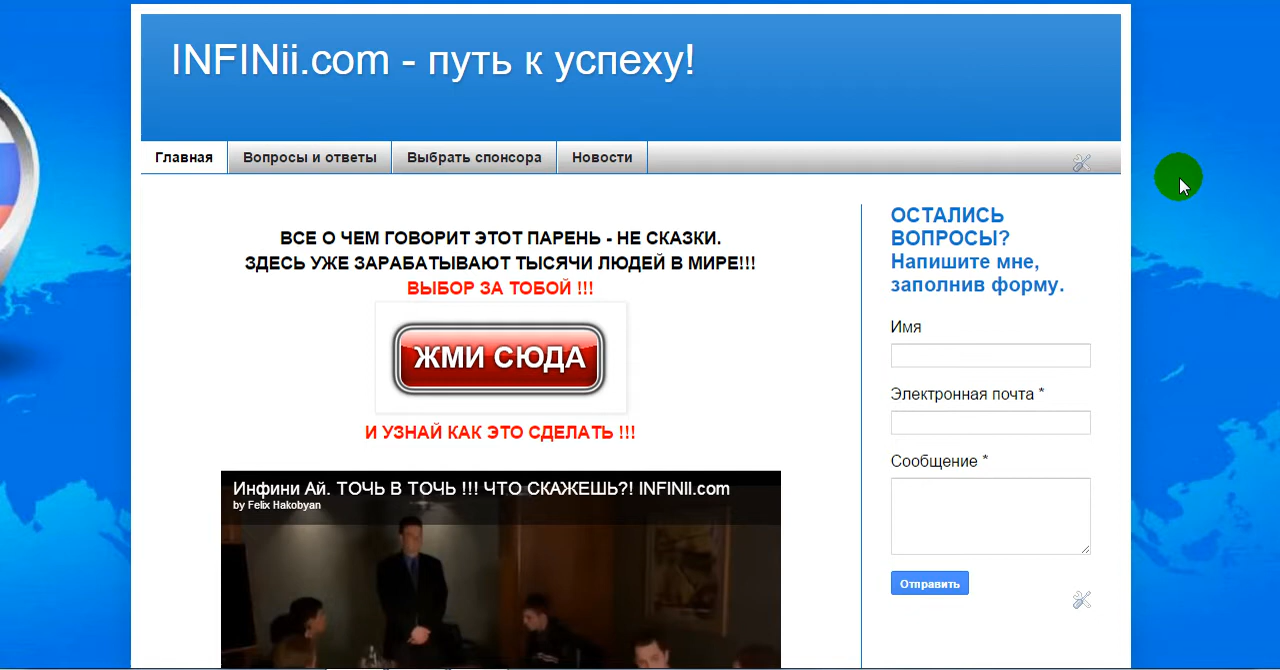 INFINii.com - путь к успеху!
Главная
Вопросы и ответы
Выбрать спонсора
Новости
ВСЕ О ЧЕМ ГОВОРИТ ЭТОТ ПАРЕНЬ - НЕ СКАЗКИ.
ЗДЕСЬ УЖЕ ЗАРАБАТЫВАЮТ ТЫСЯЧИ ЛЮДЕЙ В МИРЕ!!!
ВЫБОР ЗА ТОБОЙ !!!
ЖМИ СЮДА
И УЗНАЙ КАК ЭТО СДЕЛАТЬ !!!
Инфини Ай. ТОЧЬ В ТОЧЬ !!! ЧТО СКАЖЕШЬ?! INFINII.com
by Felix Hakobyan
ОСТАЛИСЬ
ВОПРОСЫ?
Напишите мне,
заполнив форму.
Имя
Электронная почта *
Сообщение *
Отправить